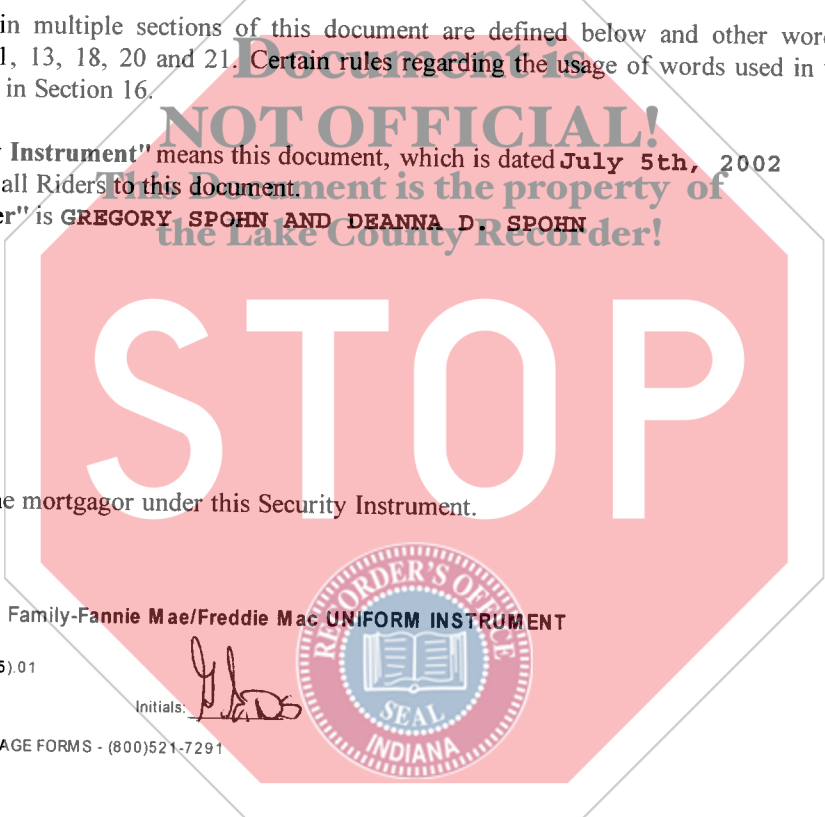 in multiple sections of this document are defined below and other wor
1, 13, 18, 20 and 21. Certain rules regarding the usage of words used in
in Section 16.
Document is
NOT OFFICIAL!
This Document is the property of
the Lake County Recorder!
Instrument" means this document, which is dated July 5th, 2002
all Riders to this document.
er" is GREGORY SPOHN AND DEANNA D. SPOHN
STOP
e mortgagor under this Security Instrument.
Family-Fannie Mae/Freddie Mac UNIFORM INSTRUMENT
5).01
Initials:
AGE FORMS - (800)521-7291
RECORDER'S OFFICE
SEAL
INDIANA